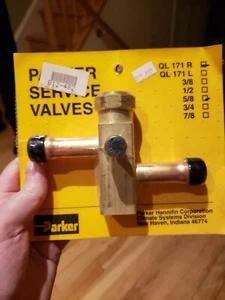 PARKER
SERVICE
VALVES
QL 171 R
QL 171 L
3/8
1/2
5/8
3/4
7/8
Parker
Parker Hannifin Corporation
Climate Systems Division
New Haven, Indiana 46774